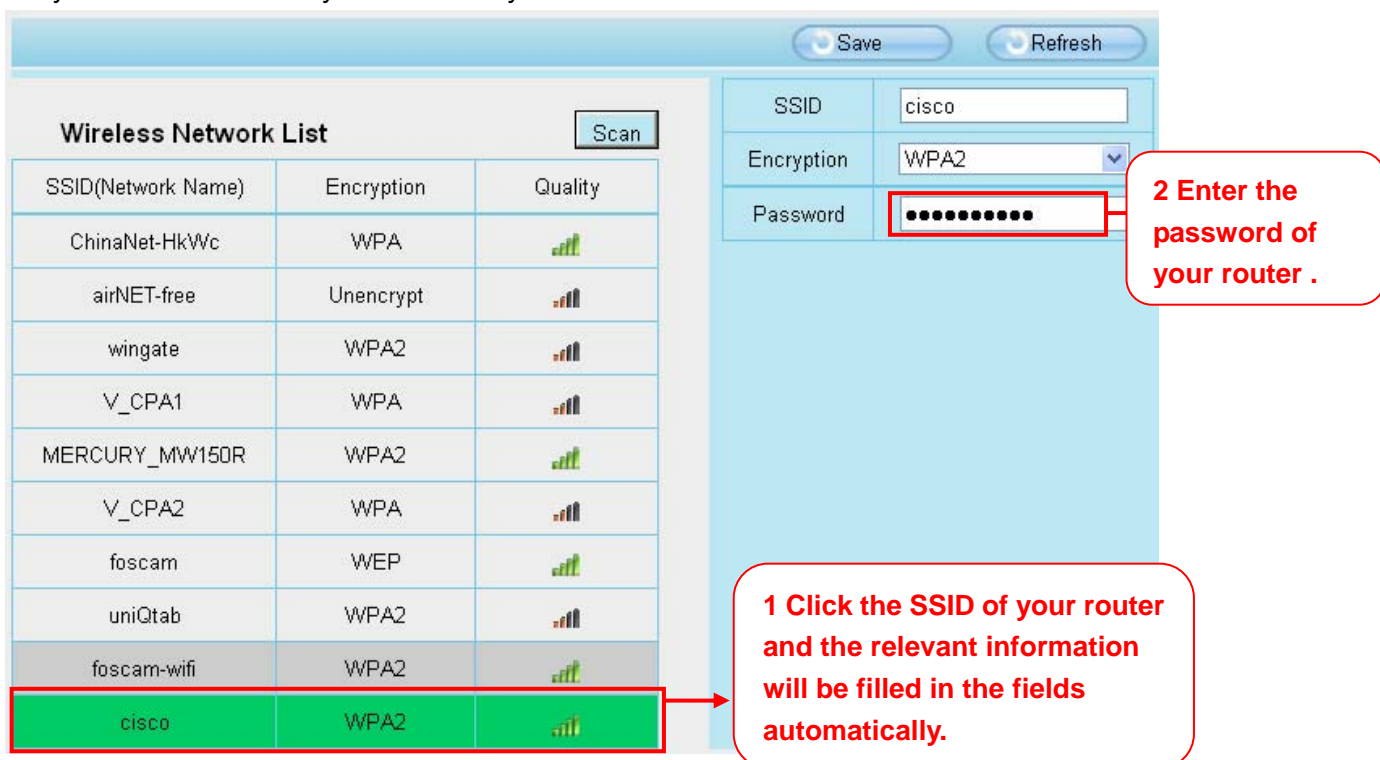 Save Refresh
Wireless Network List Scan
SSID(Network Name) Encryption Quality
ChinaNet-HkWc WPA
airNET-free Unencrypt
wingate WPA2
V_CPA1 WPA
MERCURY_MW150R WPA2
V_CPA2 WPA
foscam WEP
uniQtab WPA2
foscam-wifi WPA2
cisco WPA2
SSID cisco
Encryption WPA2
Password ●●●●●●●●●●
2 Enter the
password of
your router .
1 Click the SSID of your router
and the relevant information
will be filled in the fields
automatically.